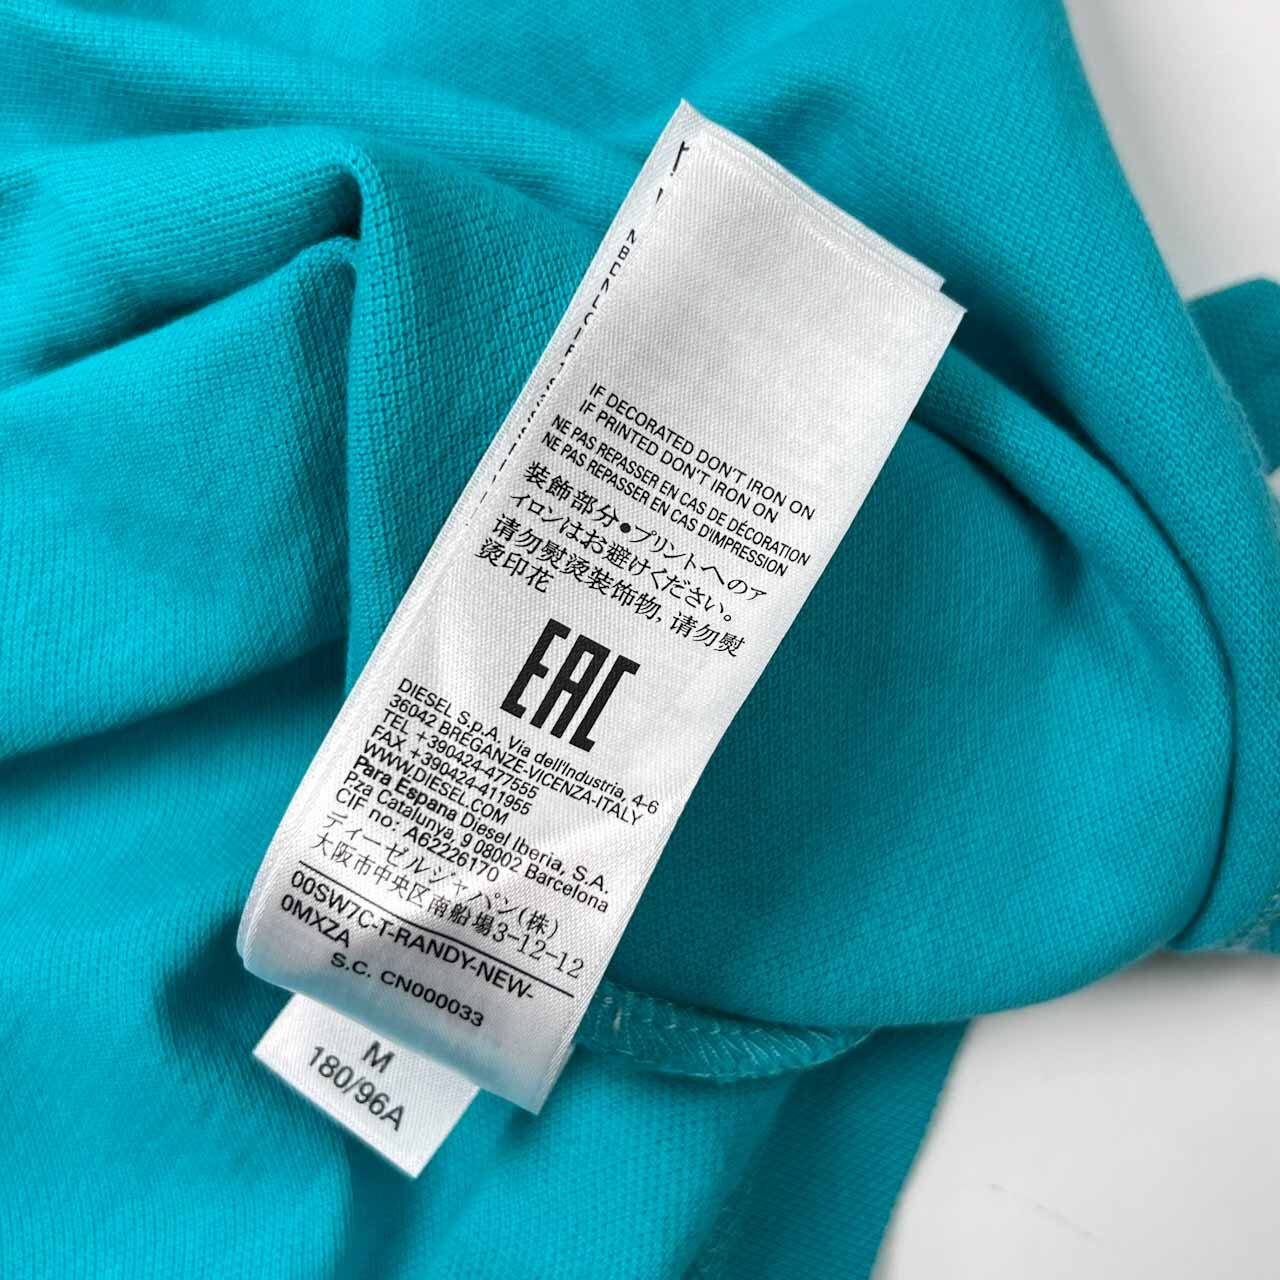 IF DECORATED DON'T IRON ON
IF PRINTED DON'T IRON ON
NE PAS REPASSER EN CAS DE DÉCORATION
NE PAS REPASSER EN CAS D'IMPRESSION
装飾部分●プリントへのア
イロンはお避けください。
请勿熨烫装饰物, 请勿熨
烫印花
EAC
DIESEL S.p.A. Via dell'Industria, 4-6
36042 BREGANZE-VICENZA-ITALY
TEL +390424-477555
FAX +390424-411955
WWW.DIESEL.COM
Para Espana Diesel Iberia, S.A.
Pza Catalunya, 9 08002 Barcelona
CIF no: A62226170
ディーゼルジャパン(株)
大阪市中央区南船場3-12-12
00SW7C-T-RANDY-NEW-
0MXZA
S.C. CN000033
M
180/96A